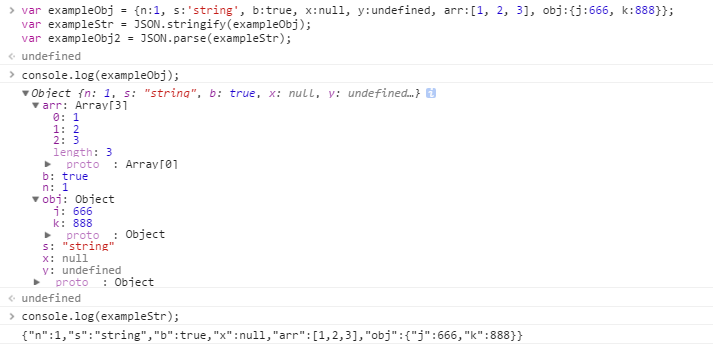 > var exampleObj = {n:1, s:'string', b:true, x:null, y:undefined, arr:[1, 2, 3], obj:{j:666, k:888}};
var exampleStr = JSON.stringify(exampleObj);
var exampleObj2 = JSON.parse(exampleStr);
undefined
> console.log(exampleObj);
▼Object {n: 1, s: "string", b: true, x: null, y: undefined…} i
▼arr: Array[3]
0: 1
1: 2
2: 3
length: 3
▶ proto : Array[0]
b: true
n: 1
▼obj: Object
j: 666
k: 888
▶ proto : Object
s: "string"
x: null
y: undefined
▶ proto : Object
undefined
> console.log(exampleStr);
{"n":1,"s":"string","b":true,"x":null,"arr":[1,2,3],"obj":{"j":666,"k":888}}